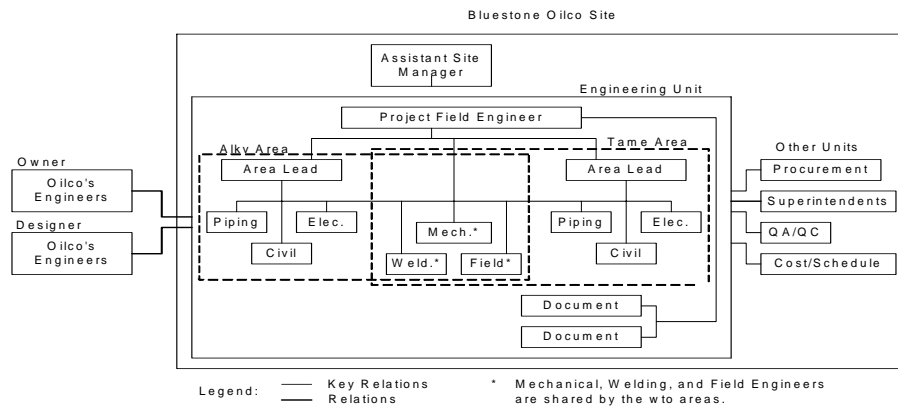 Bluestone Oilco Site
Assistant Site
Manager
Engineering Unit
Project Field Engineer
Alky Area
Tame Area
Other Units
Owner
Area Lead
Area Lead
Procurement
Oilco's
Engineers
Superintendents
Piping
Elec.
Mech.*
Piping
Elec.
Designer
QA/QC
Oilco's
Engineers
Civil
Weld.*
Field*
Civil
Cost/Schedule
Document
Document
Legend:
Key Relations
Relations
* Mechanical, Welding, and Field Engineers
are shared by the wto areas.